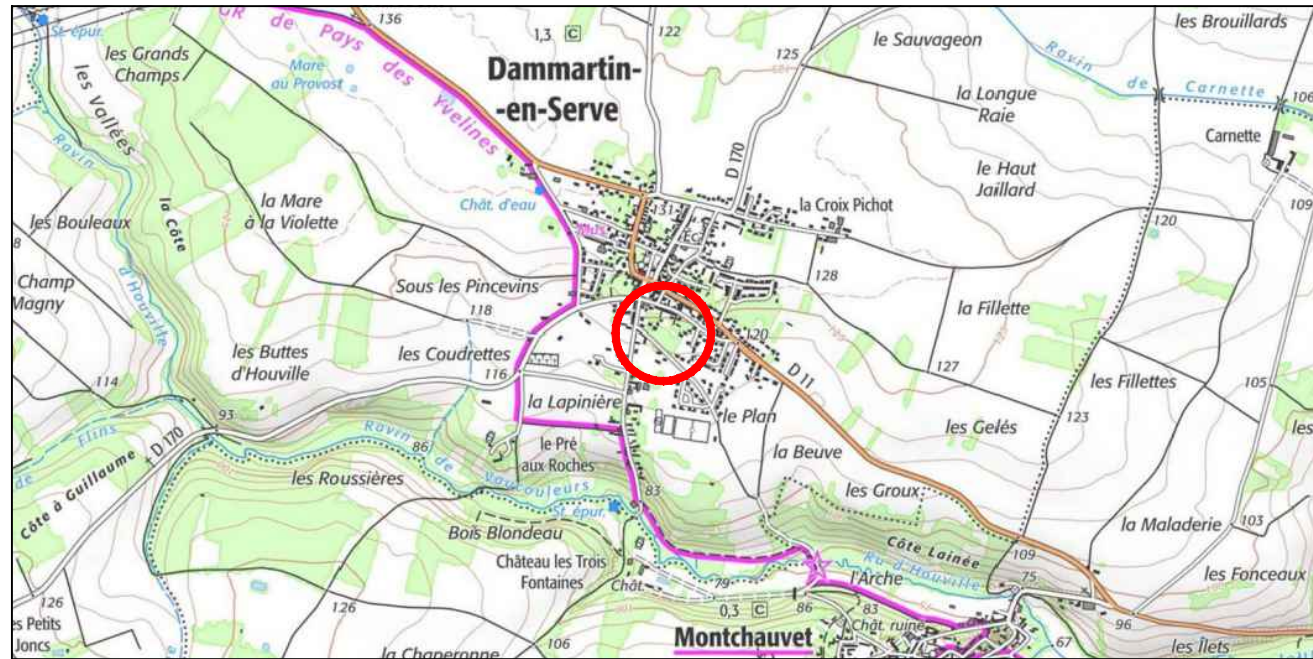 St. épur.
les Grands
Champs
136
GR de Pays des Yvelines
Mare
au Provost
1,3 C
122
Dammartin-
-en-Serve
125
le Sauvageon
les Brouillards
Ravin de Carnette
106
la Longue
Raie
Carnette
le Haut
Jaillard
109
les Vallées
Ravin d'Houville
la Côte
les Bouleaux
la Mare
à la Violette
Chât. d'eau
D 170
131
la Croix Pichot
120
Mus.
Éc.
Champ
Magny
Sous les Pincevins
128
la Fillette
118
120
les Buttes
d'Houville
les Coudrettes
116
127
les Fillettes
105
114
D 11
la Lapinière
le Plan
123
93
Ravin de Vaucouleurs
86
le Pré
aux Roches
la Beuve
les Gelés
les
de Flins
D 170
Côte à Guillaume
les Roussières
83
les Groux
St. épur.
Bois Blondeau
la Maladerie
103
Château les Trois
Fontaines
Chât.
79
Côte Lainée
109
Ru d'Houville
l'Arche
75
les Fonceaux
126
126
0,3 C
86
83
96
es Petits
Joncs
la Chaperonne
106
Montchauvet
Chât. ruiné
67
les Îlets